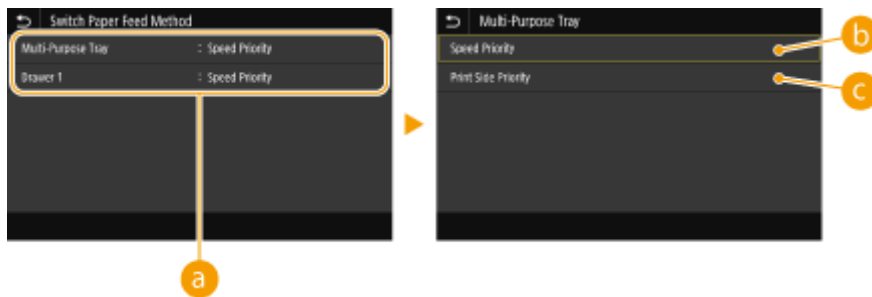 Switch Paper Feed Method
Multi-Purpose Tray : Speed Priority
Drawer 1 : Speed Priority
a
Multi-Purpose Tray
Speed Priority
b
Print Side Priority
c